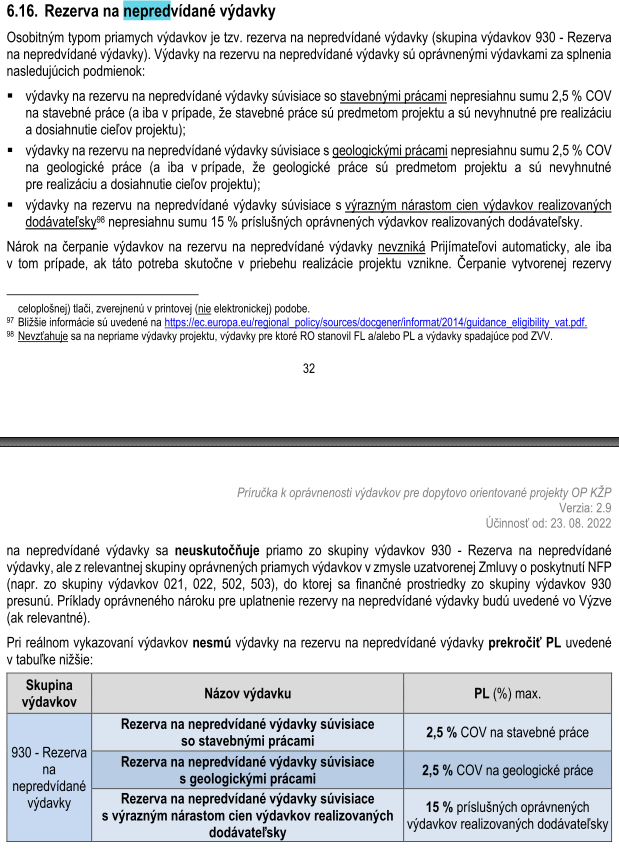 6.16. Rezerva na nepredvídané výdavky
Osobitným typom priamych výdavkov je tzv. rezerva na nepredvídané výdavky (skupina výdavkov 930 - Rezerva
na nepredvídané výdavky). Výdavky na rezervu na nepredvídané výdavky sú oprávnenými výdavkami za splnenia
nasledujúcich podmienok:
▪ výdavky na rezervu na nepredvídané výdavky súvisiace so stavebnými prácami nepresiahnu sumu 2,5 % COV
na stavebné práce (a iba v prípade, že stavebné práce sú predmetom projektu a sú nevyhnutné pre realizáciu
a dosiahnutie cieľov projektu);
▪ výdavky na rezervu na nepredvídané výdavky súvisiace s geologickými prácami nepresiahnu sumu 2,5 % COV
na geologické práce (a iba v prípade, že geologické práce sú predmetom projektu a sú nevyhnutné
pre realizáciu a dosiahnutie cieľov projektu);
▪ výdavky na rezervu na nepredvídané výdavky súvisiace s výrazným nárastom cien výdavkov realizovaných
dodávateľsky98 nepresiahnu sumu 15 % príslušných oprávnených výdavkov realizovaných dodávateľsky.
Nárok na čerpanie výdavkov na rezervu na nepredvídané výdavky nevzniká Prijímateľovi automaticky, ale iba
v tom prípade, ak táto potreba skutočne v priebehu realizácie projektu vznikne. Čerpanie vytvorenej rezervy
celoplošnej) tlači, zverejnenú v printovej (nie elektronickej) podobe.
97 Bližšie informácie sú uvedené na https://ec.europa.eu/regional_policy/sources/docgener/informat/2014/guidance_eligibility_vat.pdf.
98 Nevzťahuje sa na nepriame výdavky projektu, výdavky pre ktoré RO stanovil FL a/alebo PL a výdavky spadajúce pod ZVV.
32
Príručka k oprávnenosti výdavkov pre dopytovo orientované projekty OP KŽP
Verzia: 2.9
Účinnosť od: 23. 08. 2022
na nepredvídané výdavky sa neuskutočňuje priamo zo skupiny výdavkov 930 - Rezerva na nepredvídané
výdavky, ale z relevantnej skupiny oprávnených priamych výdavkov v zmysle uzatvorenej Zmluvy o poskytnutí NFP
(napr. zo skupiny výdavkov 021, 022, 502, 503), do ktorej sa finančné prostriedky zo skupiny výdavkov 930
presunú. Príklady oprávneného nároku pre uplatnenie rezervy na nepredvídané výdavky budú uvedené vo Výzve
(ak relevantné).
Pri reálnom vykazovaní výdavkov nesmú výdavky na rezervu na nepredvídané výdavky prekročiť PL uvedené
v tabuľke nižšie:
Skupina
výdavkov
Názov výdavku
PL (%) max.
930 - Rezerva
na
nepredvídané
výdavky
Rezerva na nepredvídané výdavky súvisiace
so stavebnými prácami
2,5 % COV na stavebné práce
Rezerva na nepredvídané výdavky súvisiace
s geologickými prácami
2,5 % COV na geologické práce
Rezerva na nepredvídané výdavky súvisiace
s výrazným nárastom cien výdavkov realizovaných
dodávateľsky
15 % príslušných oprávnených
výdavkov realizovaných dodávateľsky